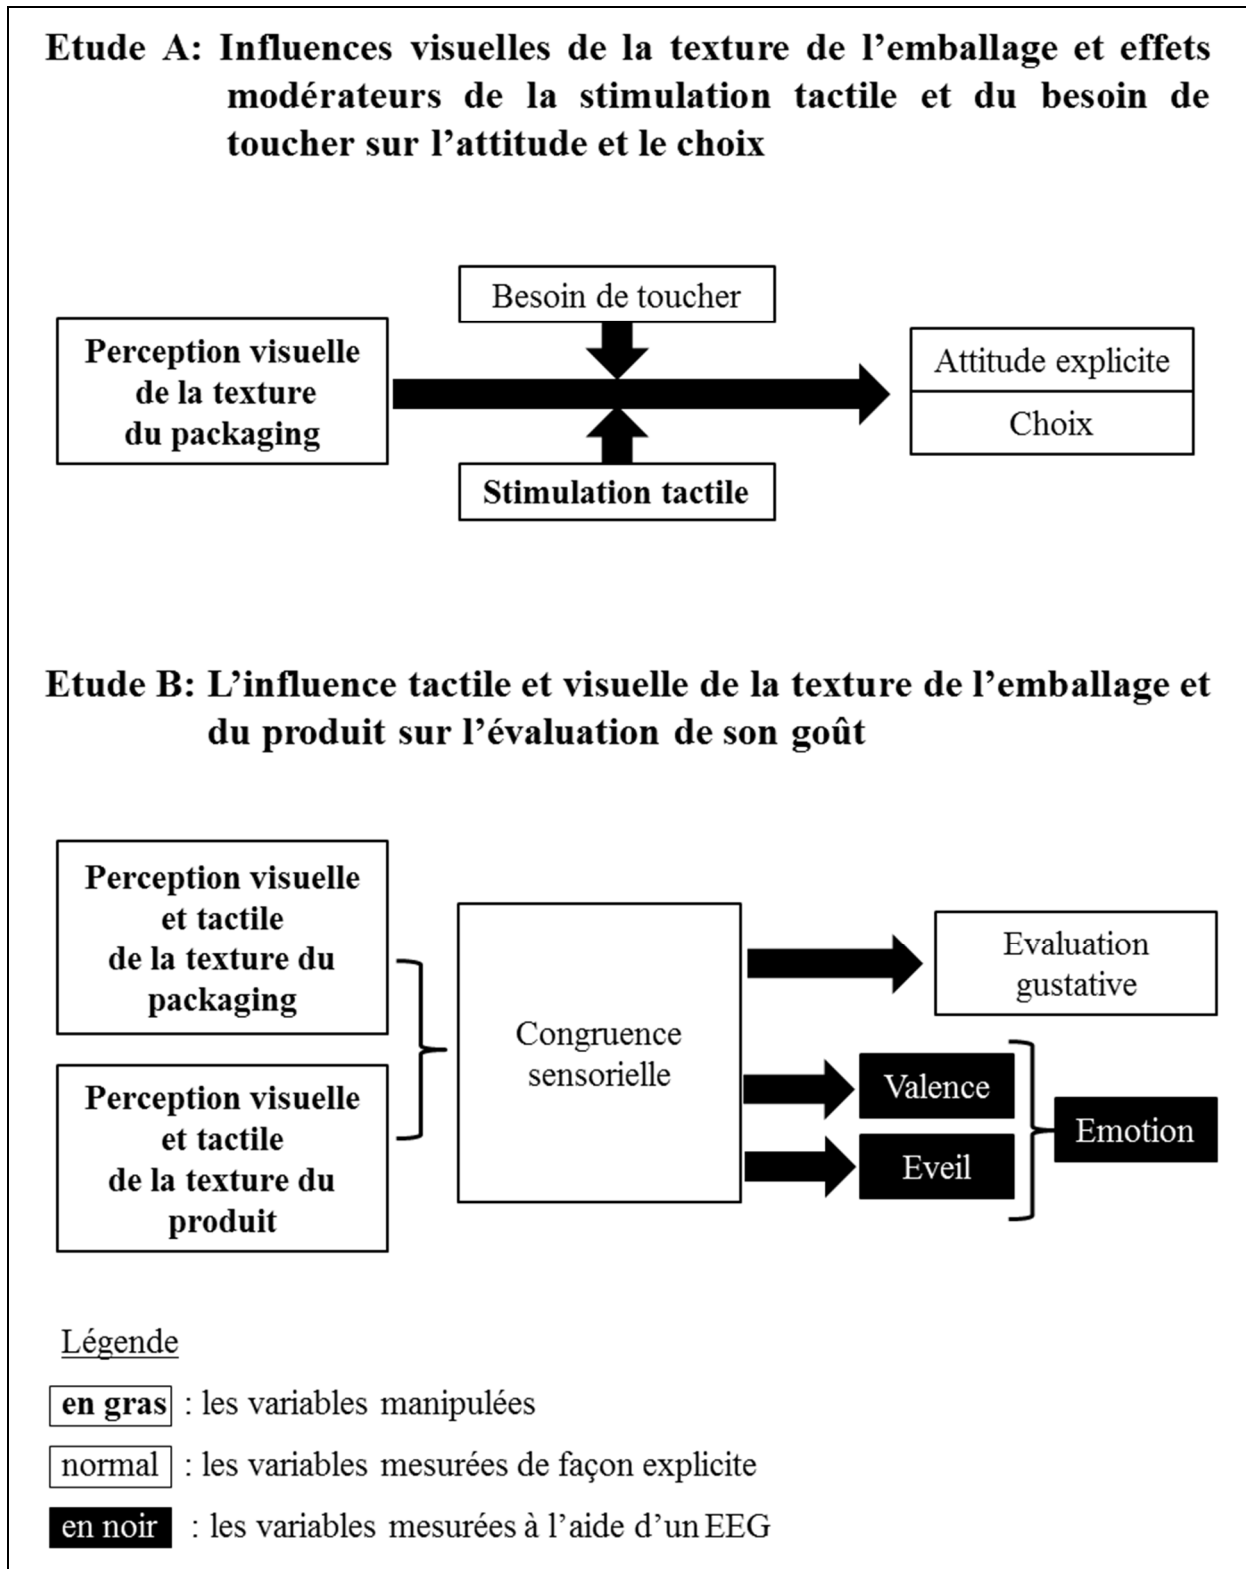 Etude A: Influences visuelles de la texture de l’emballage et effets
modérateurs de la stimulation tactile et du besoin de
toucher sur l’attitude et le choix
Besoin de toucher
Perception visuelle
de la texture
du packaging
Attitude explicite
Choix
Stimulation tactile
Etude B: L’influence tactile et visuelle de la texture de l’emballage et
du produit sur l’évaluation de son goût
Perception visuelle
et tactile
de la texture du
packaging
Perception visuelle
et tactile
de la texture du
produit
Congruence
sensorielle
Evaluation
gustative
Valence
Eveil
Emotion
Légende
en gras : les variables manipulées
normal : les variables mesurées de façon explicite
en noir : les variables mesurées à l’aide d’un EEG